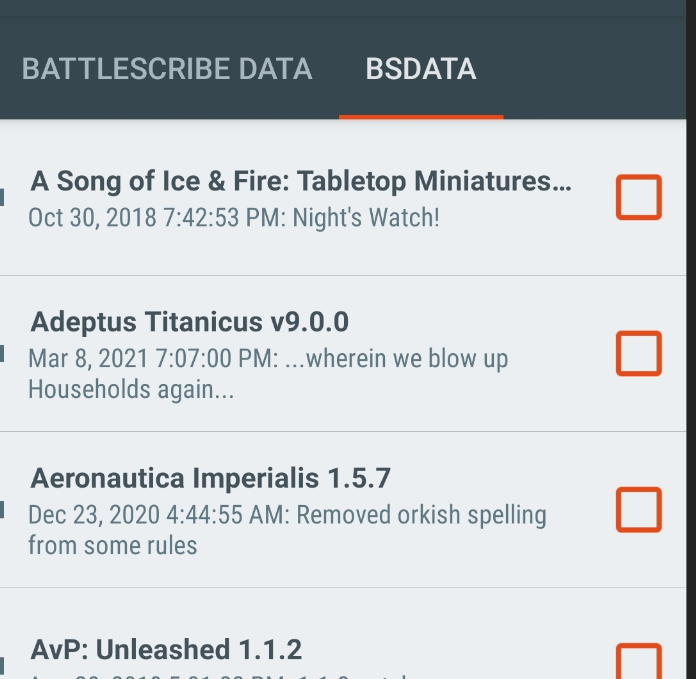 BATTLESCRIBE DATA BSDATA
A Song of Ice & Fire: Tabletop Miniatures...
Oct 30, 2018 7:42:53 PM: Night's Watch!
Adeptus Titanicus v9.0.0
Mar 8, 2021 7:07:00 PM: ...wherein we blow up
Households again...
Aeronautica Imperialis 1.5.7
Dec 23, 2020 4:44:55 AM: Removed orkish spelling
from some rules
AvP: Unleashed 1.1.2